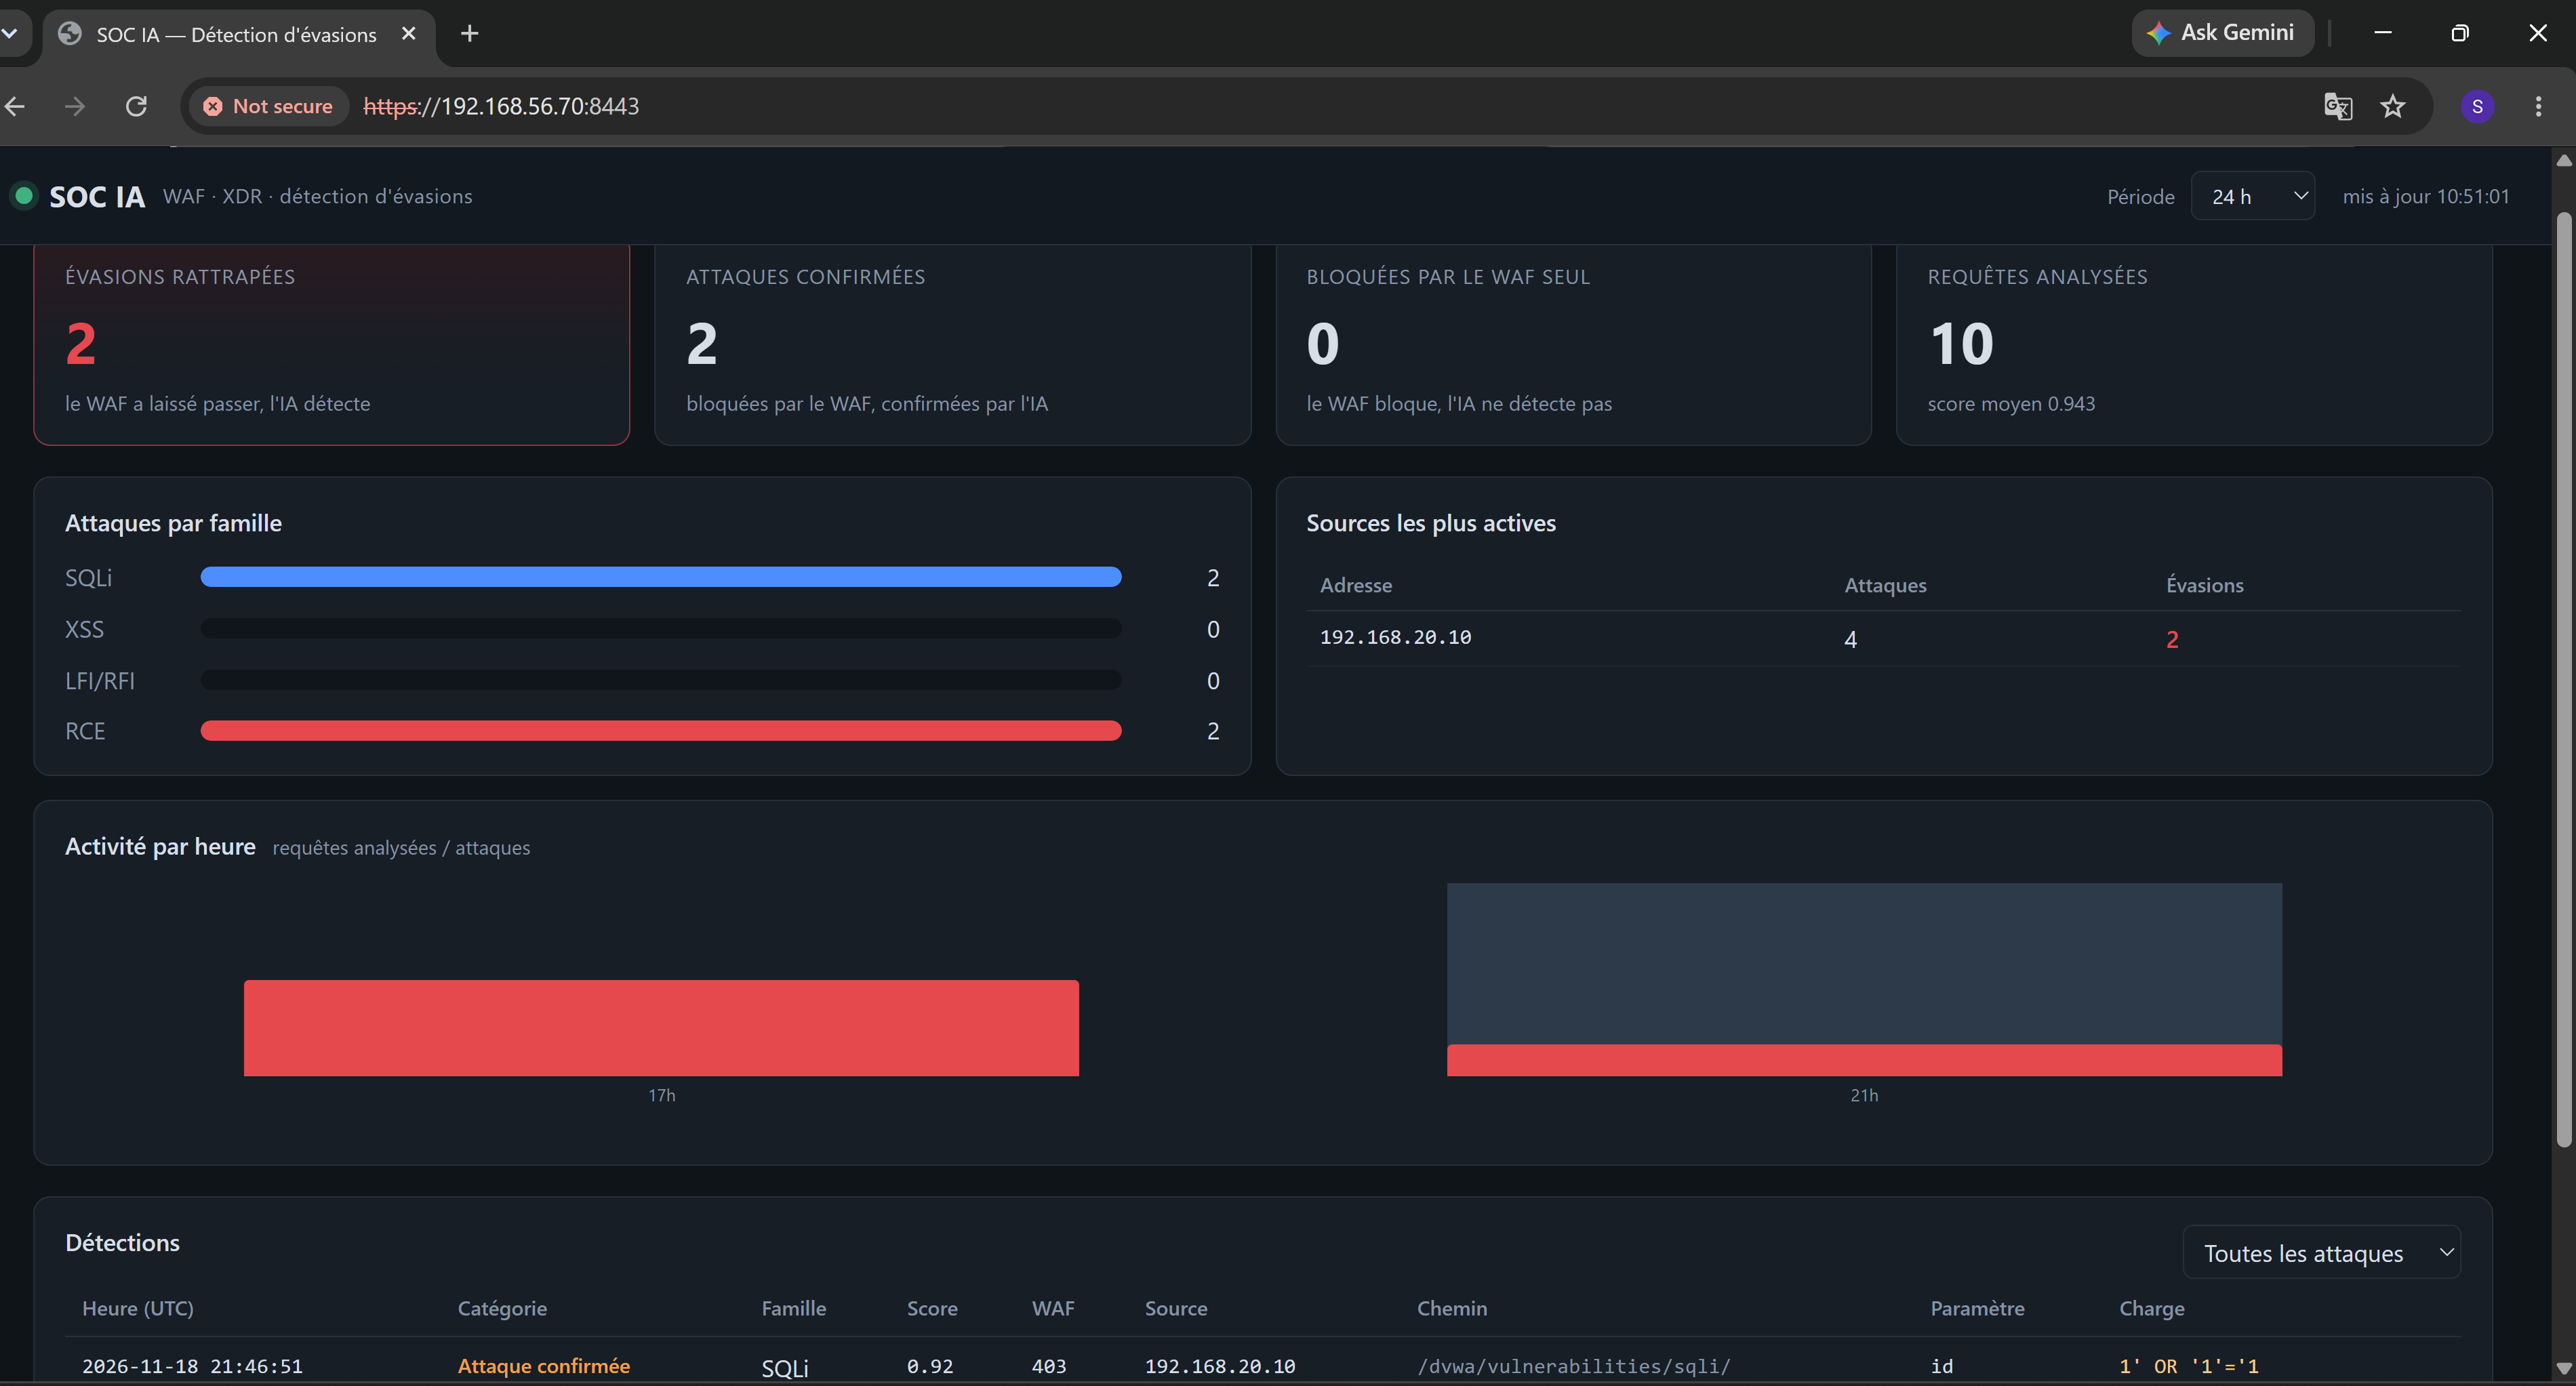 SOC IA — Détection d'évasions
Ask Gemini
Not secure https://192.168.56.70:8443
S
SOC IA WAF · XDR · détection d'évasions Période 24 h mis à jour 10:51:01
ÉVASIONS RATTRAPÉES
2
le WAF a laissé passer, l'IA détecte
ATTAQUES CONFIRMÉES
2
bloquées par le WAF, confirmées par l'IA
BLOQUÉES PAR LE WAF SEUL
0
le WAF bloque, l'IA ne détecte pas
REQUÊTES ANALYSÉES
10
score moyen 0.943
Attaques par famille
SQLi 2
XSS 0
LFI/RFI 0
RCE 2
Sources les plus actives
Adresse Attaques Évasions
192.168.20.10 4 2
Activité par heure requêtes analysées / attaques
17h 21h
Détections Toutes les attaques
Heure (UTC) Catégorie Famille Score WAF Source Chemin Paramètre Charge
2026-11-18 21:46:51 Attaque confirmée SQLi 0.92 403 192.168.20.10 /dvwa/vulnerabilities/sqli/ id 1' OR '1'='1